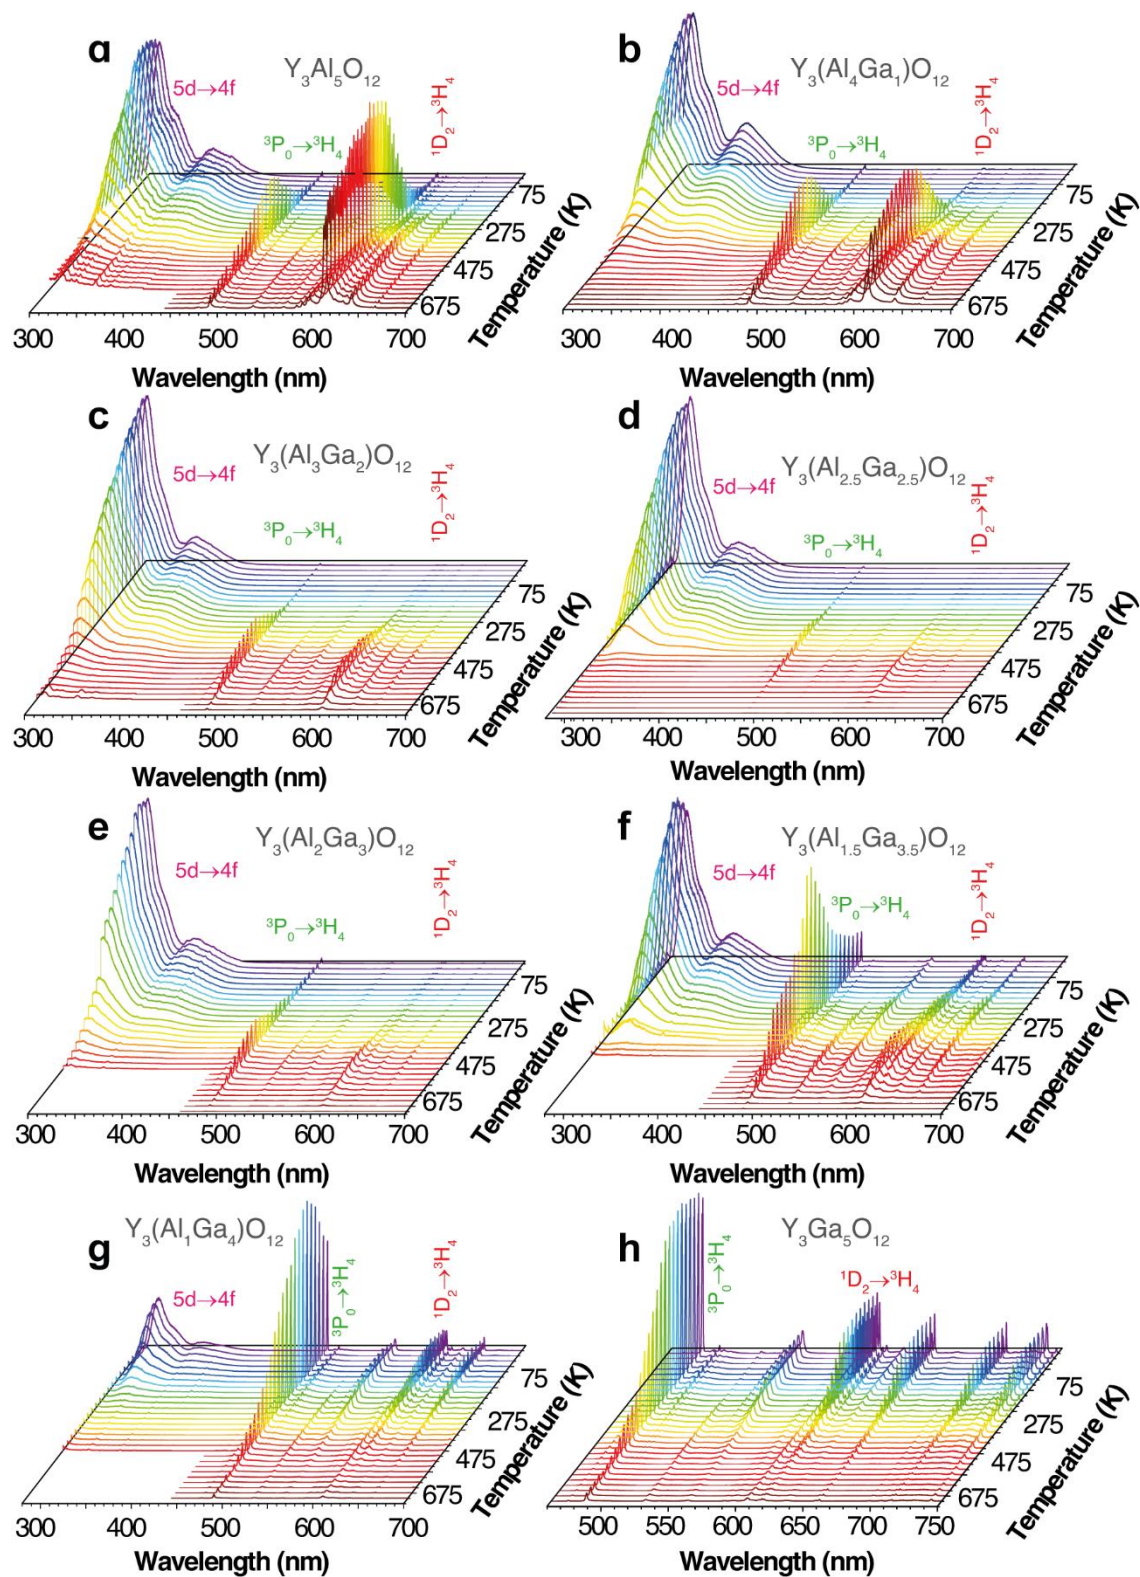 a
Y₃Al₅O₁₂
5d→4f
³P₀→³H₄
¹D₂→³H₄
75
275
475
675
Temperature (K)
300 400 500 600 700
Wavelength (nm)
b
Y₃(Al₄Ga₁)O₁₂
5d→4f
³P₀→³H₄
¹D₂→³H₄
75
275
475
675
Temperature (K)
300 400 500 600 700
Wavelength (nm)
c
Y₃(Al₃Ga₂)O₁₂
5d→4f
³P₀→³H₄
¹D₂→³H₄
75
275
475
675
Temperature (K)
300 400 500 600 700
Wavelength (nm)
d
Y₃(Al₂.₅Ga₂.₅)O₁₂
5d→4f
³P₀→³H₄
¹D₂→³H₄
75
275
475
675
Temperature (K)
300 400 500 600 700
Wavelength (nm)
e
Y₃(Al₂Ga₃)O₁₂
5d→4f
³P₀→³H₄
¹D₂→³H₄
75
275
475
675
Temperature (K)
300 400 500 600 700
Wavelength (nm)
f
Y₃(Al₁.₅Ga₃.₅)O₁₂
5d→4f
³P₀→³H₄
¹D₂→³H₄
75
275
475
675
Temperature (K)
300 400 500 600 700
Wavelength (nm)
g
Y₃(Al₁Ga₄)O₁₂
5d→4f
³P₀→³H₄
¹D₂→³H₄
75
275
475
675
Temperature (K)
300 400 500 600 700
Wavelength (nm)
h
Y₃Ga₅O₁₂
³P₀→³H₄
¹D₂→³H₄
75
275
475
675
Temperature (K)
500 550 600 650 700 750
Wavelength (nm)